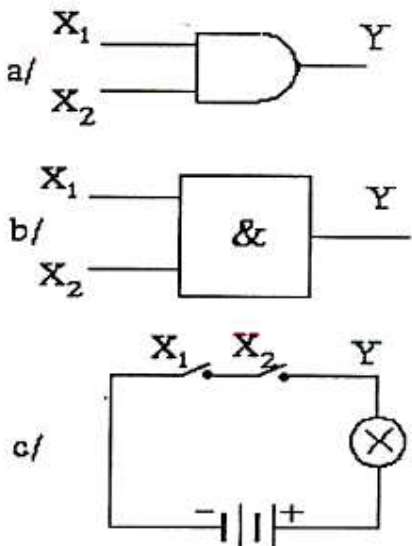 X₁
Y
a/
X₂
X₁
Y
&
b/
X₂
X₁ X₂ Y
c/
- +